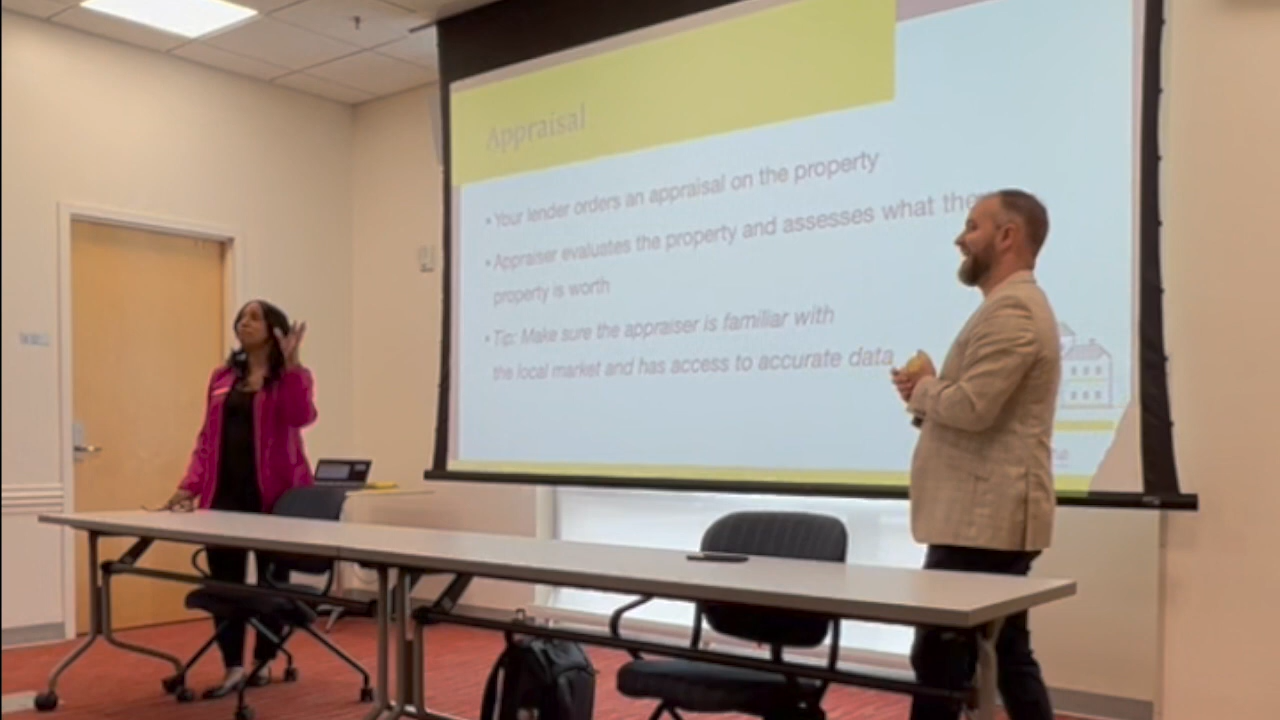 Appraisal
•Your lender orders an appraisal on the property
•Appraiser evaluates the property and assesses what the
property is worth
•Tip: Make sure the appraiser is familiar with
the local market and has access to accurate data